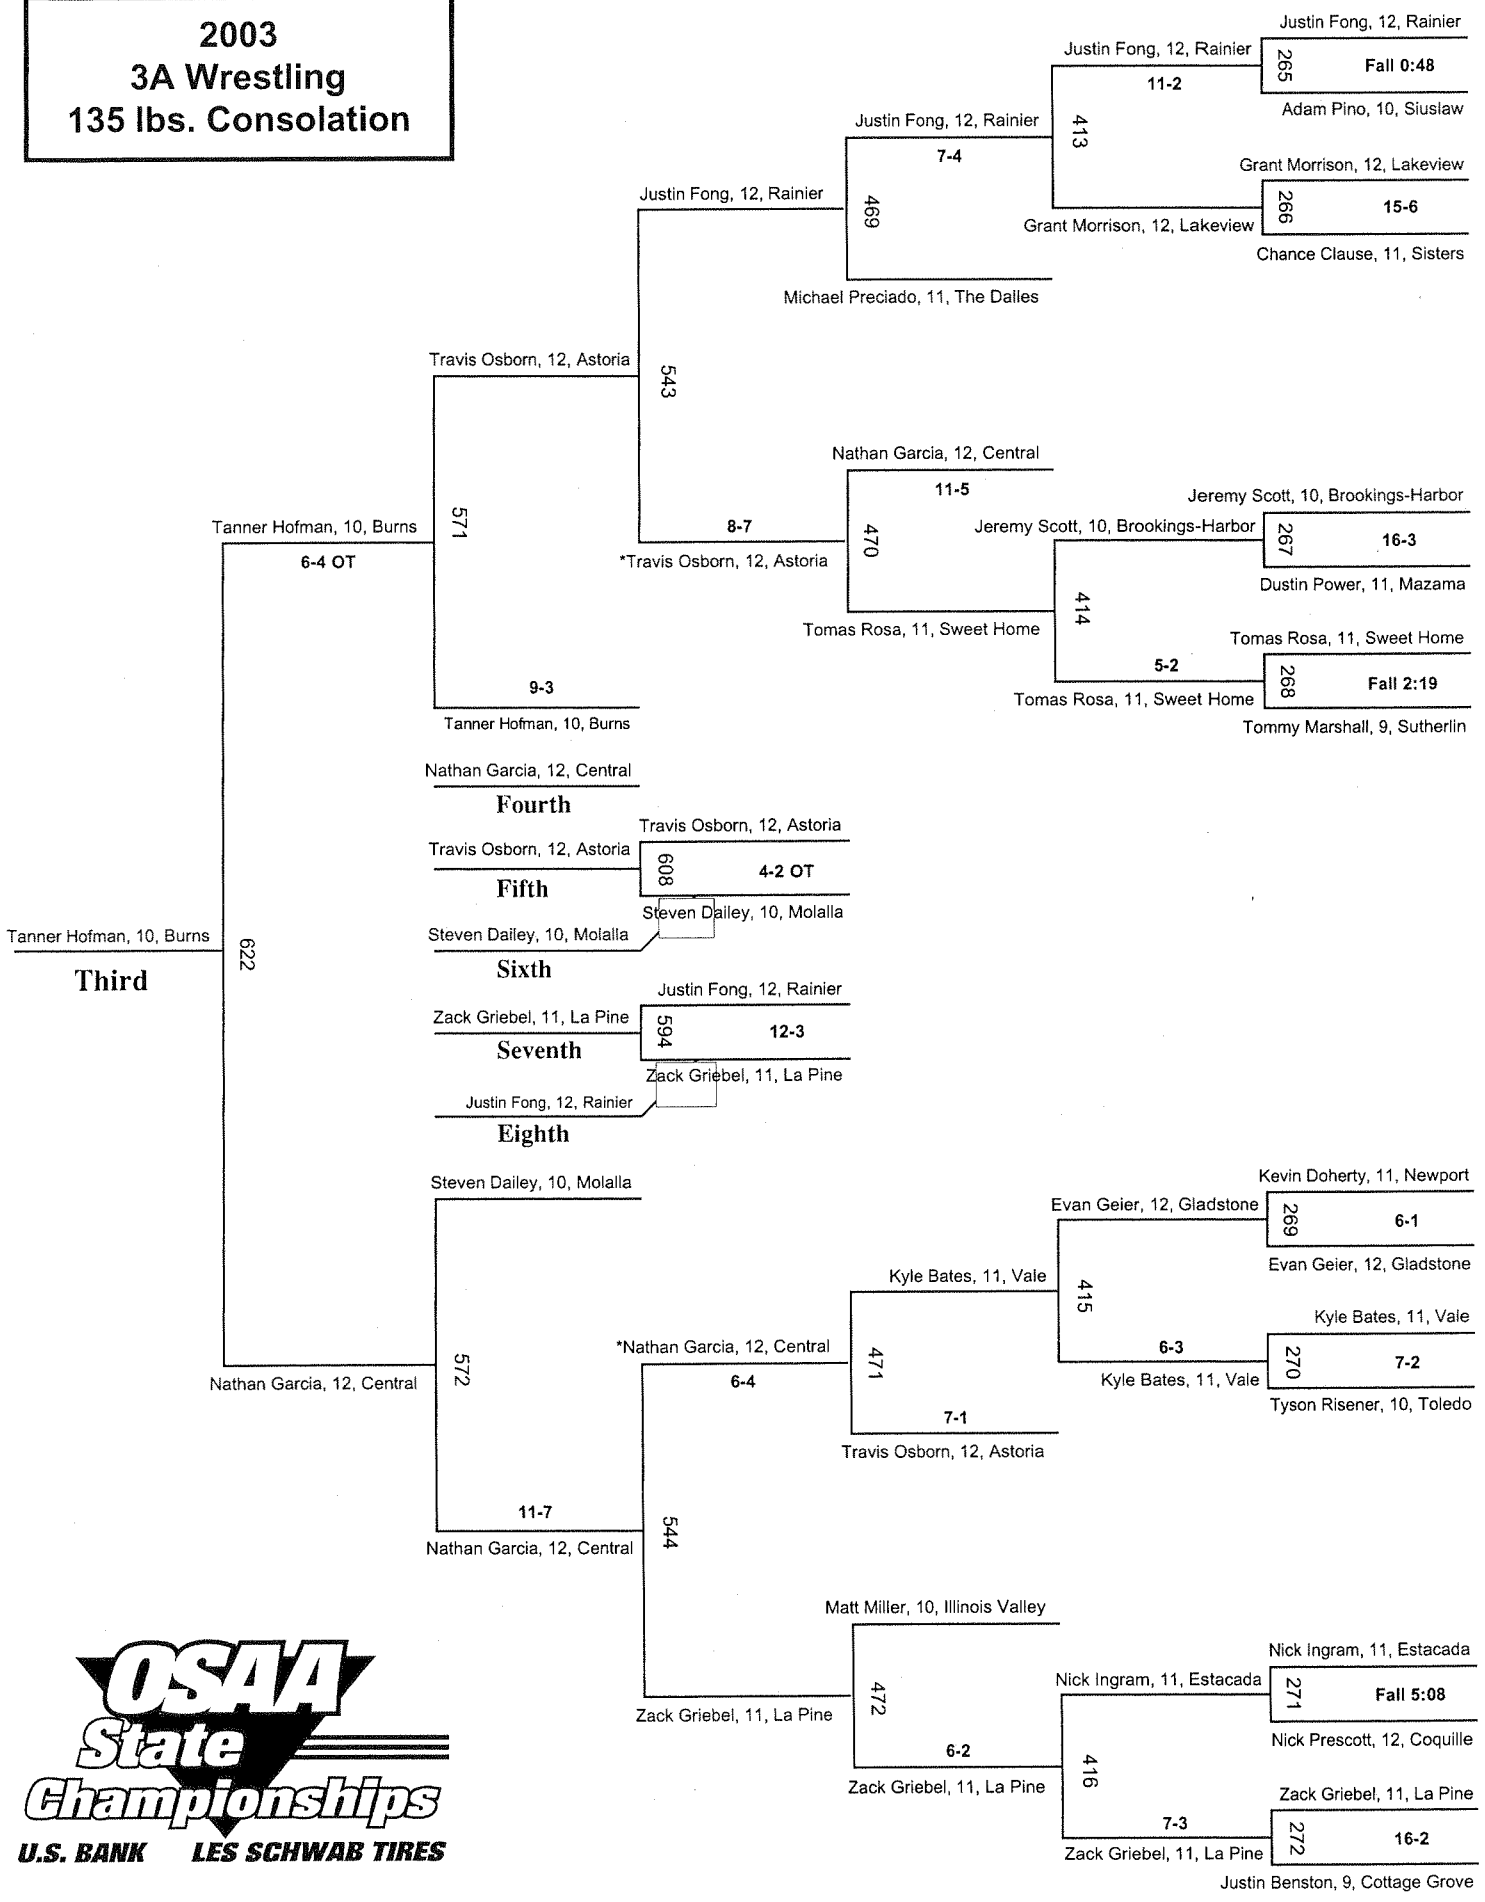 2003
3A Wrestling
135 lbs. Consolation
Justin Fong, 12, Rainier
265
Fall 0:48
Adam Pino, 10, Siuslaw
Justin Fong, 12, Rainier
11-2
413
Grant Morrison, 12, Lakeview
266
15-6
Chance Clause, 11, Sisters
Grant Morrison, 12, Lakeview
Justin Fong, 12, Rainier
7-4
469
Michael Preciado, 11, The Dalles
Justin Fong, 12, Rainier
543
Travis Osborn, 12, Astoria
Nathan Garcia, 12, Central
11-5
470
8-7
*Travis Osborn, 12, Astoria
Jeremy Scott, 10, Brookings-Harbor
267
16-3
Dustin Power, 11, Mazama
Jeremy Scott, 10, Brookings-Harbor
414
Tomas Rosa, 11, Sweet Home
268
Fall 2:19
Tommy Marshall, 9, Sutherlin
5-2
Tomas Rosa, 11, Sweet Home
Tomas Rosa, 11, Sweet Home
Tanner Hofman, 10, Burns
6-4 OT
571
9-3
Tanner Hofman, 10, Burns
Nathan Garcia, 12, Central
Fourth
Travis Osborn, 12, Astoria
Travis Osborn, 12, Astoria
608
4-2 OT
Fifth
Steven Dailey, 10, Molalla
Steven Dailey, 10, Molalla
Sixth
Tanner Hofman, 10, Burns
Third
622
Justin Fong, 12, Rainier
Zack Griebel, 11, La Pine
594
12-3
Seventh
Zack Griebel, 11, La Pine
Justin Fong, 12, Rainier
Eighth
Steven Dailey, 10, Molalla
572
Nathan Garcia, 12, Central
11-7
Nathan Garcia, 12, Central
Kevin Doherty, 11, Newport
269
6-1
Evan Geier, 12, Gladstone
Evan Geier, 12, Gladstone
415
Kyle Bates, 11, Vale
270
7-2
Tyson Risener, 10, Toledo
6-3
Kyle Bates, 11, Vale
Kyle Bates, 11, Vale
471
7-1
Travis Osborn, 12, Astoria
*Nathan Garcia, 12, Central
6-4
544
Matt Miller, 10, Illinois Valley
472
6-2
Zack Griebel, 11, La Pine
Zack Griebel, 11, La Pine
Nick Ingram, 11, Estacada
271
Fall 5:08
Nick Prescott, 12, Coquille
Nick Ingram, 11, Estacada
416
Zack Griebel, 11, La Pine
272
16-2
Justin Benston, 9, Cottage Grove
7-3
Zack Griebel, 11, La Pine
OSAA
State
Championships
U.S. BANK LES SCHWAB TIRES